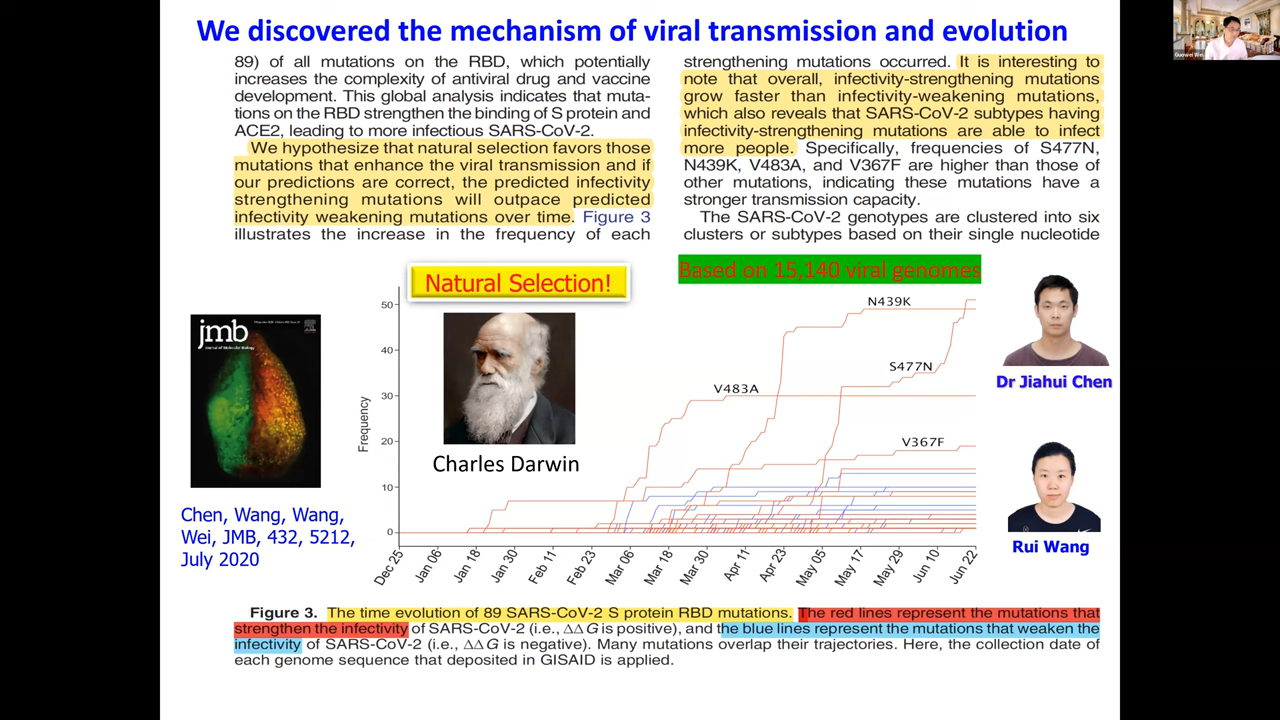 We discovered the mechanism of viral transmission and evolution
Guowei Wei
89) of all mutations on the RBD, which potentially
increases the complexity of antiviral drug and vaccine
development. This global analysis indicates that muta-
tions on the RBD strengthen the binding of S protein and
ACE2, leading to more infectious SARS-CoV-2.
We hypothesize that natural selection favors those
mutations that enhance the viral transmission and if
our predictions are correct, the predicted infectivity
strengthening mutations will outpace predicted
infectivity weakening mutations over time. Figure 3
illustrates the increase in the frequency of each
strengthening mutations occurred. It is interesting to
note that overall, infectivity-strengthening mutations
grow faster than infectivity-weakening mutations,
which also reveals that SARS-CoV-2 subtypes having
infectivity-strengthening mutations are able to infect
more people. Specifically, frequencies of S477N,
N439K, V483A, and V367F are higher than those of
other mutations, indicating these mutations have a
stronger transmission capacity.
The SARS-CoV-2 genotypes are clustered into six
clusters or subtypes based on their single nucleotide
Natural Selection!
Based on 15,140 viral genomes
jmb
Journal of Molecular Biology
Chen, Wang, Wang,
Wei, JMB, 432, 5212,
July 2020
Charles Darwin
Frequency
50
40
30
20
10
0
N439K
S477N
V483A
V367F
Dec 25
Jan 06
Jan 18
Jan 30
Feb 11
Feb 23
Mar 06
Mar 18
Mar 30
Apr 11
Apr 23
May 05
May 17
May 29
Jun 10
Jun 22
Dr Jiahui Chen
Rui Wang
Figure 3. The time evolution of 89 SARS-CoV-2 S protein RBD mutations. The red lines represent the mutations that
strengthen the infectivity of SARS-CoV-2 (i.e., ΔΔG is positive), and the blue lines represent the mutations that weaken the
infectivity of SARS-CoV-2 (i.e., ΔΔG is negative). Many mutations overlap their trajectories. Here, the collection date of
each genome sequence that deposited in GISAID is applied.